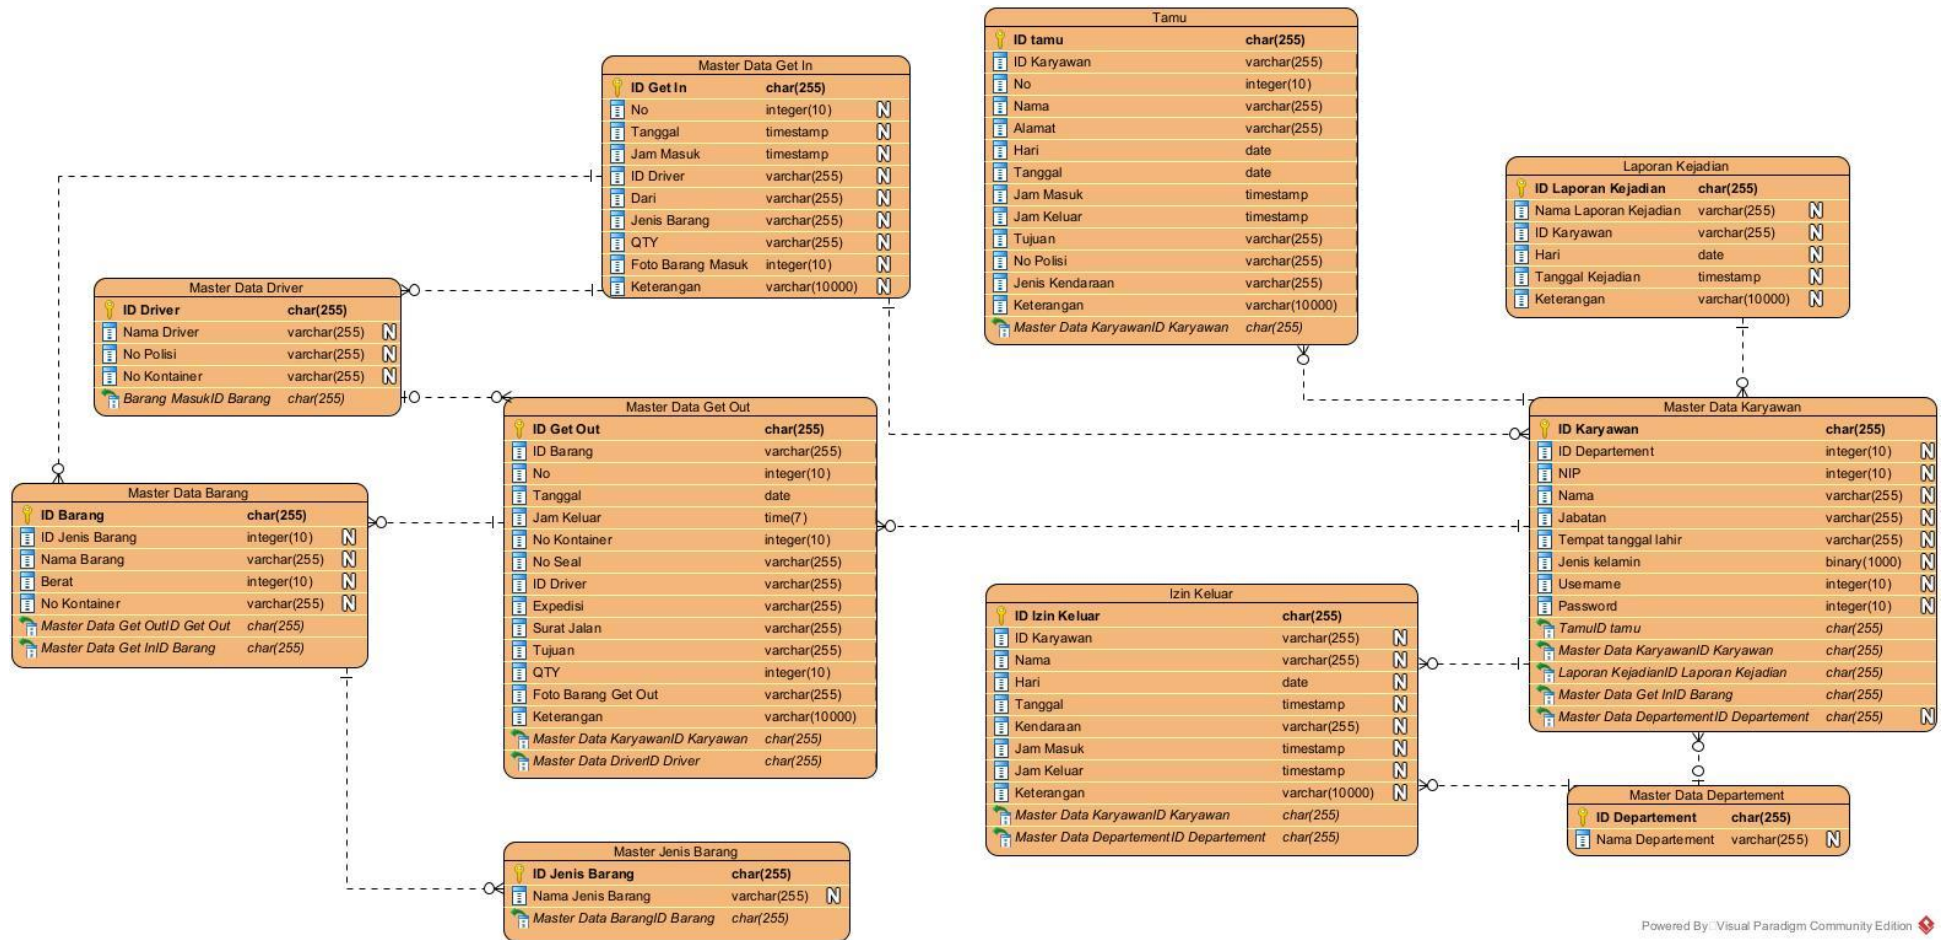 Tamu
ID tamu char(255)
ID Karyawan varchar(255)
No integer(10)
Nama varchar(255)
Alamat varchar(255)
Hari date
Tanggal date
Jam Masuk timestamp
Jam Keluar timestamp
Tujuan varchar(255)
No Polisi varchar(255)
Jenis Kendaraan varchar(255)
Keterangan varchar(10000)
Master Data KaryawanID Karyawan char(255)
Master Data Get In
ID Get In char(255)
No integer(10) N
Tanggal timestamp N
Jam Masuk timestamp N
ID Driver varchar(255) N
Dari varchar(255) N
Jenis Barang varchar(255) N
QTY varchar(255) N
Foto Barang Masuk integer(10) N
Keterangan varchar(10000) N
Laporan Kejadian
ID Laporan Kejadian char(255)
Nama Laporan Kejadian varchar(255) N
ID Karyawan varchar(255) N
Hari date N
Tanggal Kejadian timestamp N
Keterangan varchar(10000) N
Master Data Driver
ID Driver char(255)
Nama Driver varchar(255) N
No Polisi varchar(255) N
No Kontainer varchar(255) N
Barang MasukID Barang char(255)
Master Data Get Out
ID Get Out char(255)
ID Barang varchar(255)
No integer(10)
Tanggal date
Jam Keluar time(7)
No Kontainer integer(10)
No Seal varchar(255)
ID Driver varchar(255)
Expedisi varchar(255)
Surat Jalan varchar(255)
Tujuan varchar(255)
QTY integer(10)
Foto Barang Get Out varchar(255)
Keterangan varchar(10000)
Master Data KaryawanID Karyawan char(255)
Master Data DriverID Driver char(255)
Master Data Karyawan
ID Karyawan char(255)
ID Departement integer(10) N
NIP integer(10) N
Nama varchar(255) N
Jabatan varchar(255) N
Tempat tanggal lahir varchar(255) N
Jenis kelamin binary(1000) N
Username integer(10) N
Password integer(10) N
TamuID tamu char(255)
Master Data KaryawanID Karyawan char(255)
Laporan KejadianID Laporan Kejadian char(255)
Master Data Get InID Barang char(255)
Master Data DepartementID Departement char(255) N
Master Data Barang
ID Barang char(255)
ID Jenis Barang integer(10) N
Nama Barang varchar(255) N
Berat integer(10) N
No Kontainer varchar(255) N
Master Data Get OutID Get Out char(255)
Master Data Get InID Barang char(255)
Izin Keluar
ID Izin Keluar char(255)
ID Karyawan varchar(255) N
Nama varchar(255) N
Hari date N
Tanggal timestamp N
Kendaraan varchar(255) N
Jam Masuk timestamp N
Jam Keluar timestamp N
Keterangan varchar(10000) N
Master Data KaryawanID Karyawan char(255)
Master Data DepartementID Departement char(255)
Master Data Departement
ID Departement char(255)
Nama Departement varchar(255) N
Master Jenis Barang
ID Jenis Barang char(255)
Nama Jenis Barang varchar(255) N
Master Data BarangID Barang char(255)
Powered By Visual Paradigm Community Edition